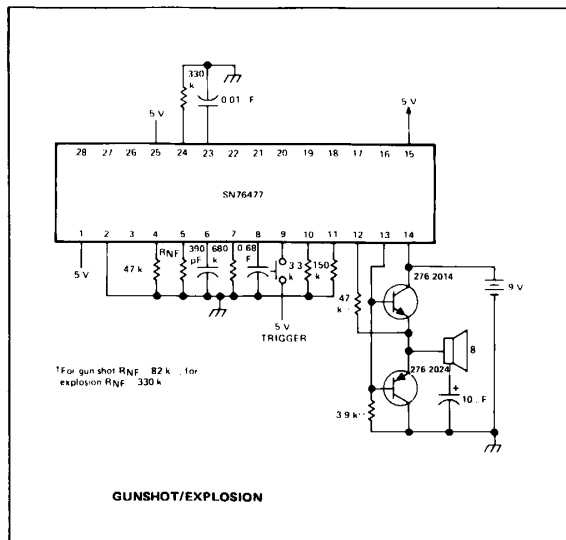 330
k
0.01 F
5 V
5 V
28 27 26 25 24 23 22 21 20 19 18 17 16 15
SN76477
1 2 3 4 5 6 7 8 9 10 11 12 13 14
5 V
47 k
RNF
390
pF
680
k
0.68
F
3.3
k
150
k
5 V
TRIGGER
47
k
276 2014
9 V
8
276 2024
+
10 F
3.9 k
†For gun shot RNF 82 k , for
explosion RNF 330 k
GUNSHOT/EXPLOSION